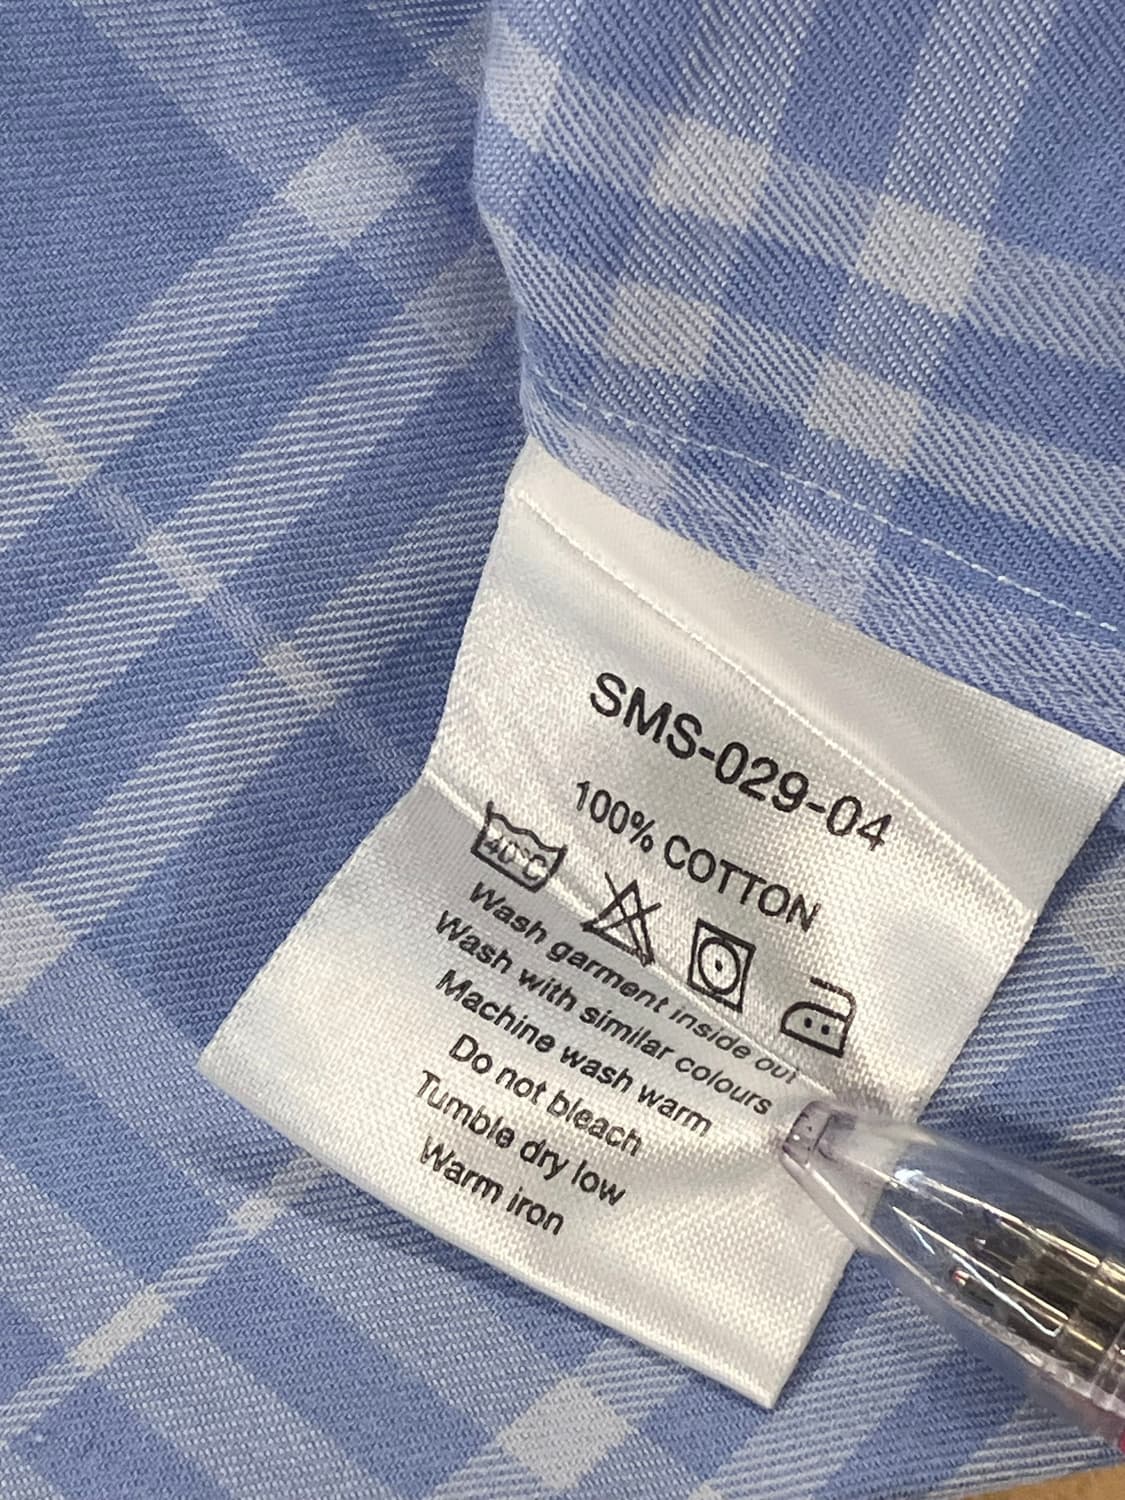 SMS-029-04
100% COTTON
40°C
Wash garment inside out
Wash with similar colours
Machine wash warm
Do not bleach
Tumble dry low
Warm iron